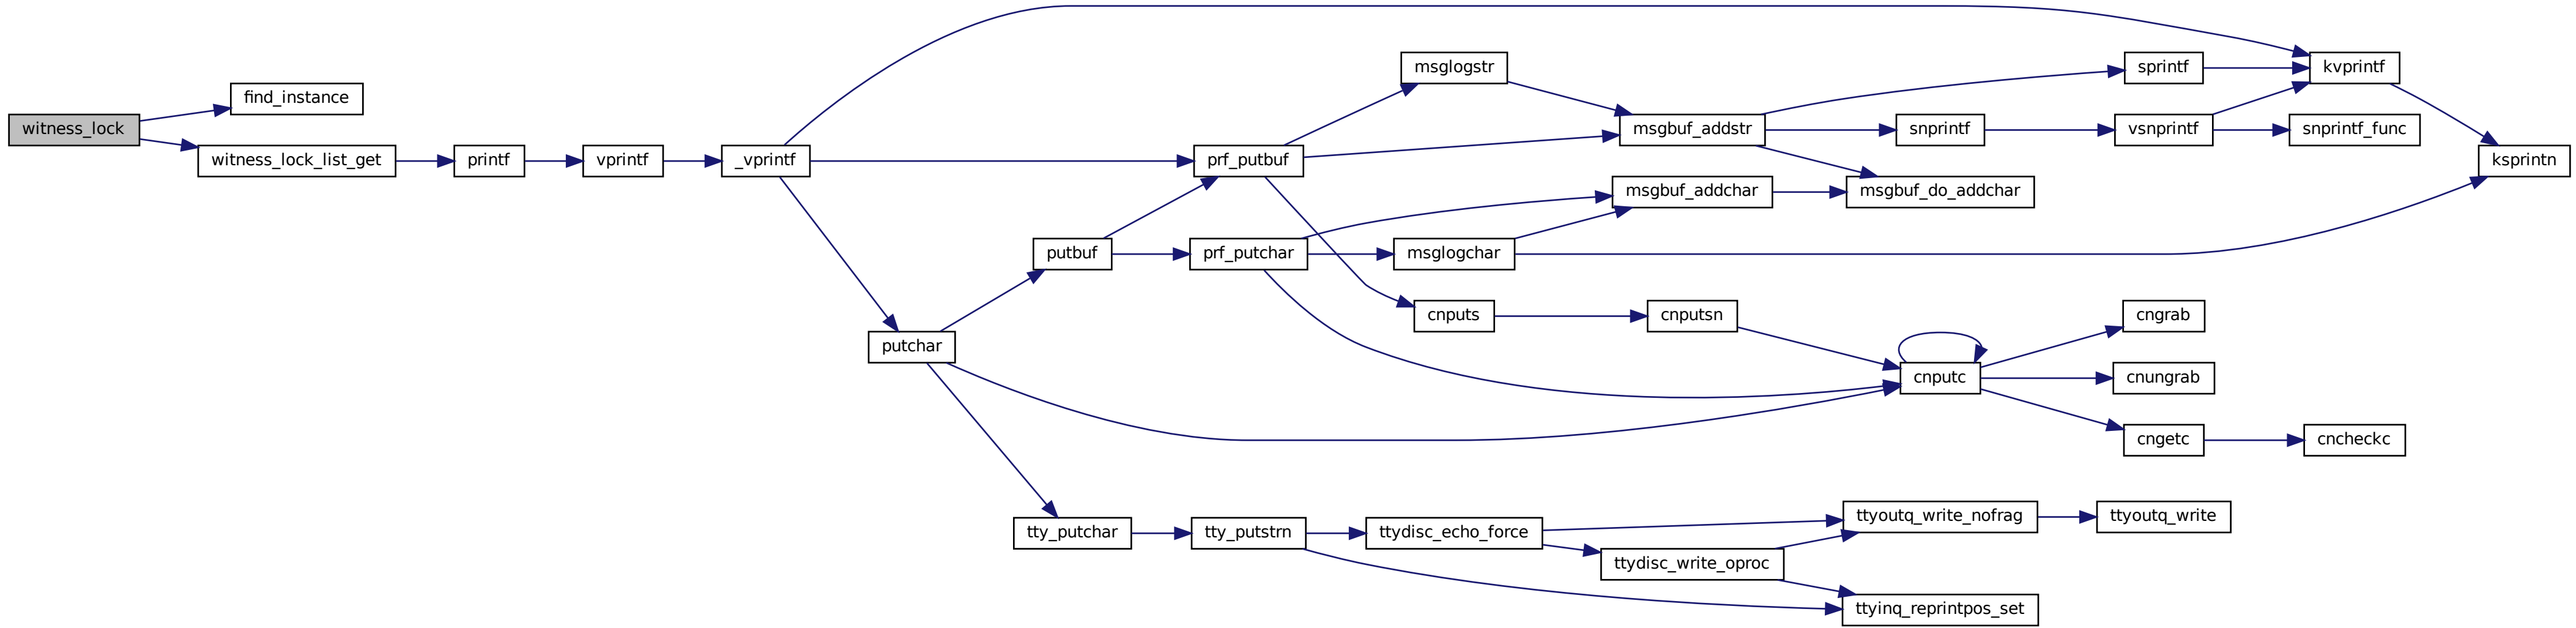 witness_lock
find_instance
witness_lock_list_get
printf
vprintf
_vprintf
prf_putbuf
putbuf
putchar
prf_putchar
msglogstr
msgbuf_addstr
msgbuf_addchar
msglogchar
cnputs
cnputsn
sprintf
snprintf
vsnprintf
kvprintf
snprintf_func
ksprintn
msgbuf_do_addchar
cnputc
cngrab
cnungrab
cngetc
cncheckc
tty_putchar
tty_putstrn
ttydisc_echo_force
ttydisc_write_oproc
ttyoutq_write_nofrag
ttyoutq_write
ttyinq_reprintpos_set